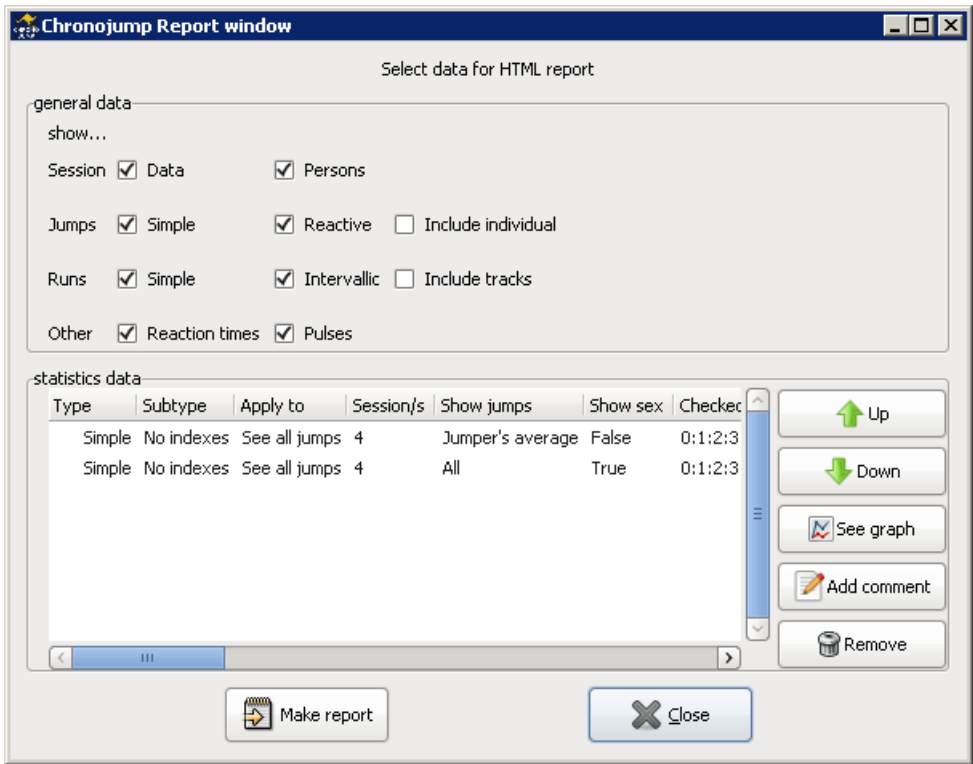 Chronojump Report window
Select data for HTML report
general data
show...
Session Data Persons
Jumps Simple Reactive Include individual
Runs Simple Intervallic Include tracks
Other Reaction times Pulses
statistics data
Type Subtype Apply to Session/s Show jumps Show sex Checked
Simple No indexes See all jumps 4 Jumper's average False 0:1:2:3
Simple No indexes See all jumps 4 All True 0:1:2:3
Up
Down
See graph
Add comment
Remove
Make report Close